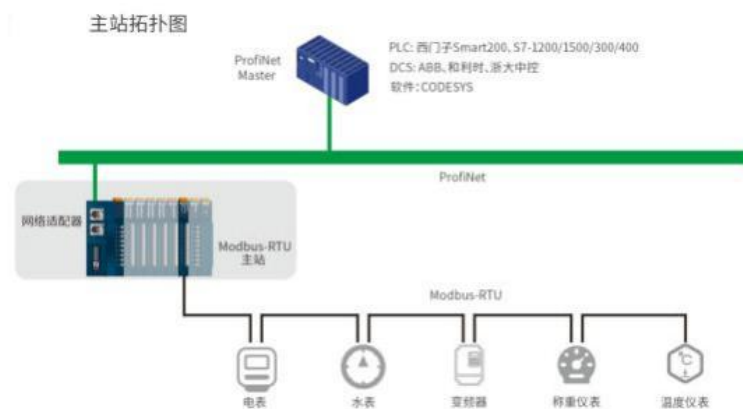 主站拓扑图
ProfiNet
Master
PLC: 西门子Smart200、S7-1200/1500/300/400
DCS: ABB、和利时、浙大中控
软件: CODESYS
ProfiNet
网络适配器
Modbus-RTU
主站
Modbus-RTU
电表
水表
变频器
称重仪表
温度仪表
°C